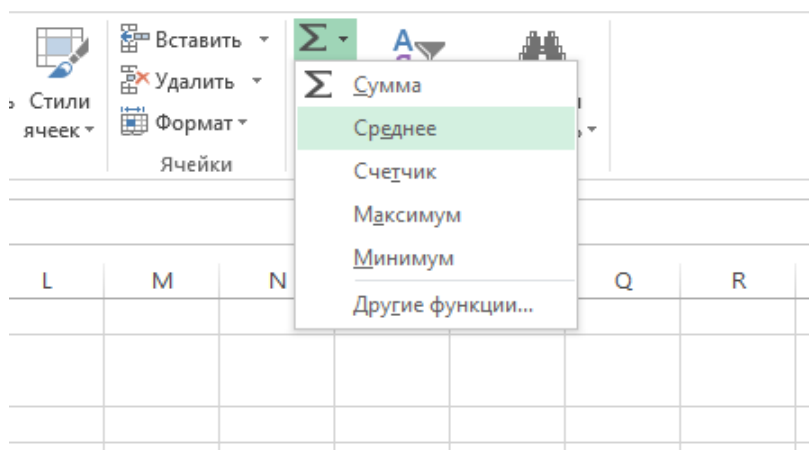 Вставить
Σ
А
Я
Стили
ячеек
Удалить
Формат
Ячейки
Σ Сумма
Среднее
Счетчик
Максимум
Минимум
Другие функции...
L M N Q R